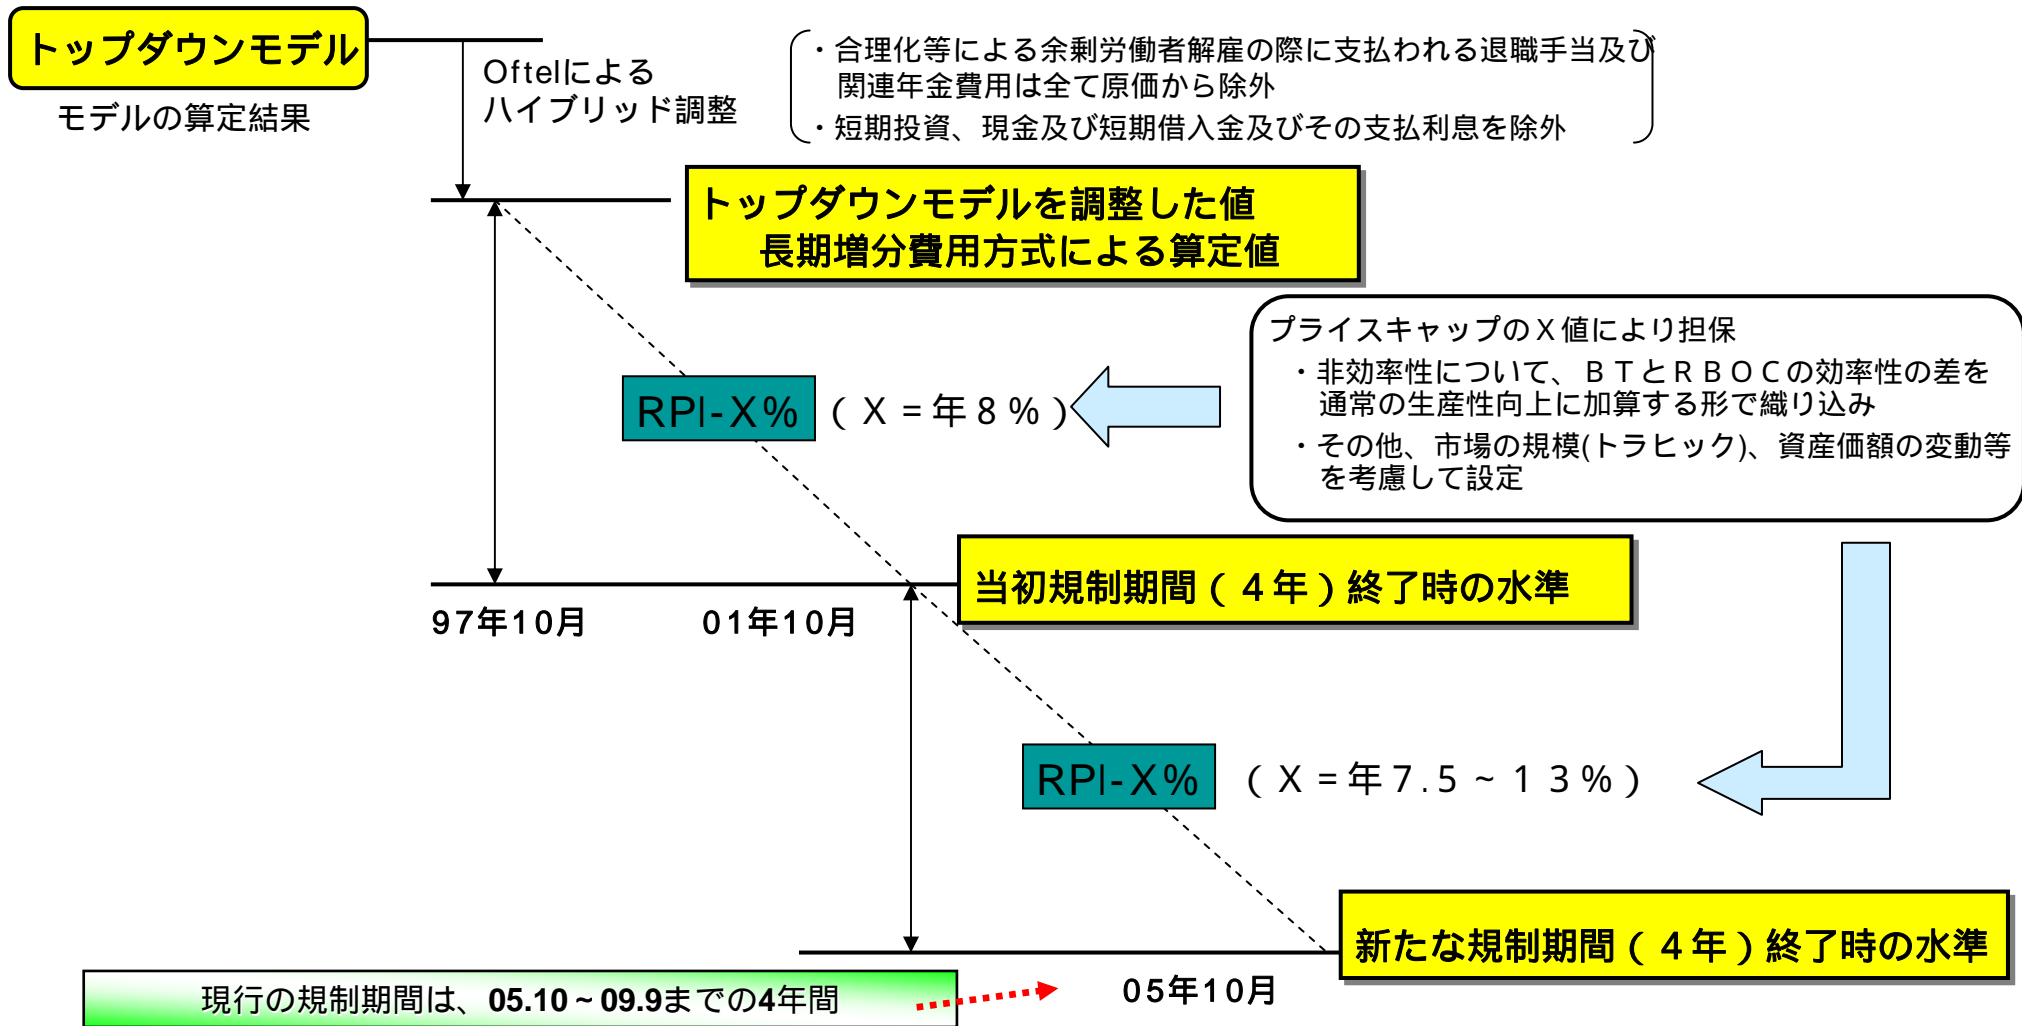 トップダウンモデル
モデルの算定結果
Oftelによる
ハイブリッド調整
・合理化等による余剰労働者解雇の際に支払われる退職手当及び
関連年金費用は全て原価から除外
・短期投資、現金及び短期借入金及びその支払利息を除外
トップダウンモデルを調整した値
長期増分費用方式による算定値
プライスキャップのX値により担保
・非効率性について、BTとRBOCの効率性の差を
通常の生産性向上に加算する形で織り込み
・その他、市場の規模(トラヒック)、資産価額の変動等
を考慮して設定
RPI-X%（X=年8%）
当初規制期間（4年）終了時の水準
97年10月 01年10月
RPI-X%（X=年7.5~13%）
新たな規制期間（4年）終了時の水準
05年10月
現行の規制期間は、05.10~09.9までの4年間